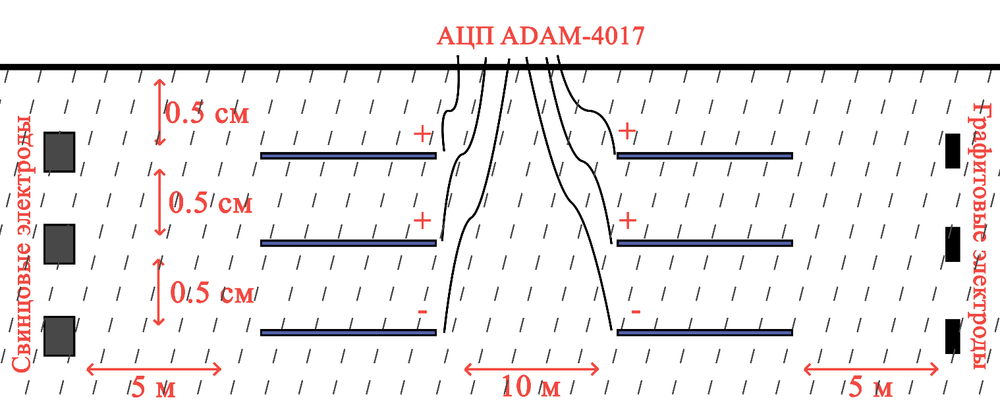 АЦП ADAM-4017
0.5 см
+
+
Свинцовые электроды
Графитовые электроды
0.5 см
+
+
0.5 см
-
-
5 м
10 м
5 м